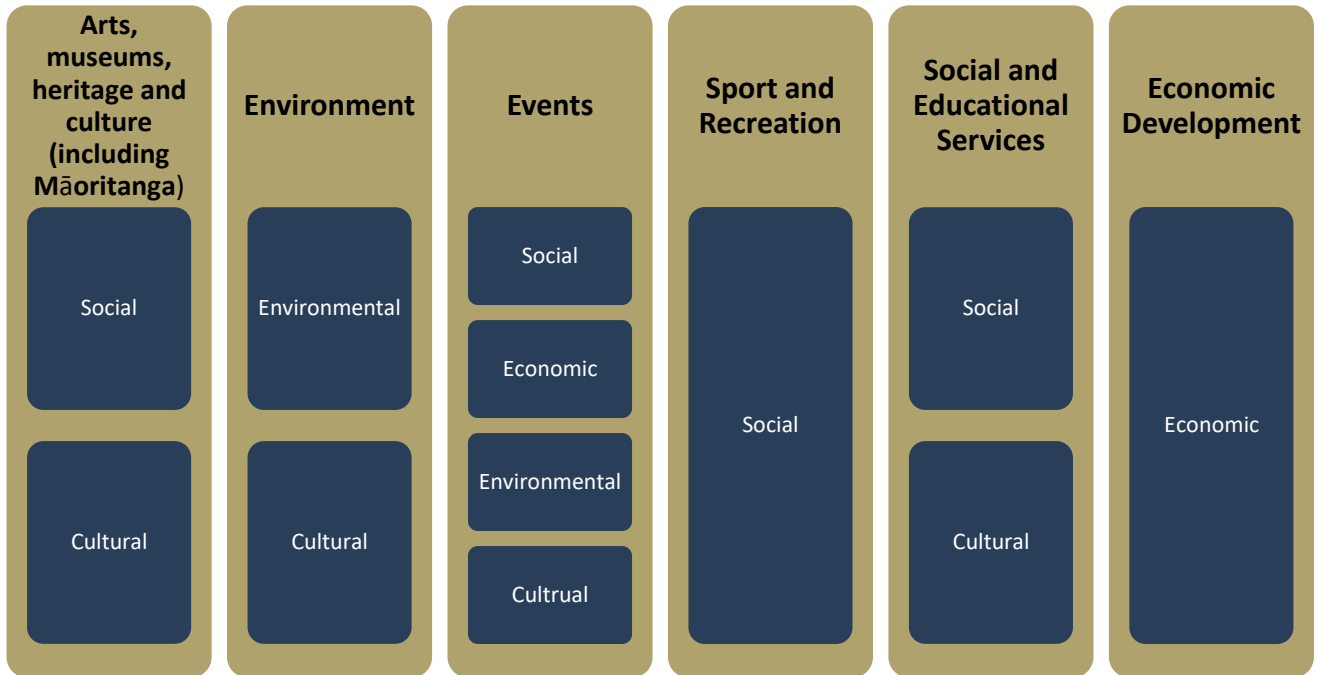 Arts,
museums,
heritage and
culture
(including
Māoritanga)
Social
Cultural
Environment
Environmental
Cultural
Events
Social
Economic
Environmental
Cultrual
Sport and
Recreation
Social
Social and
Educational
Services
Social
Cultural
Economic
Development
Economic